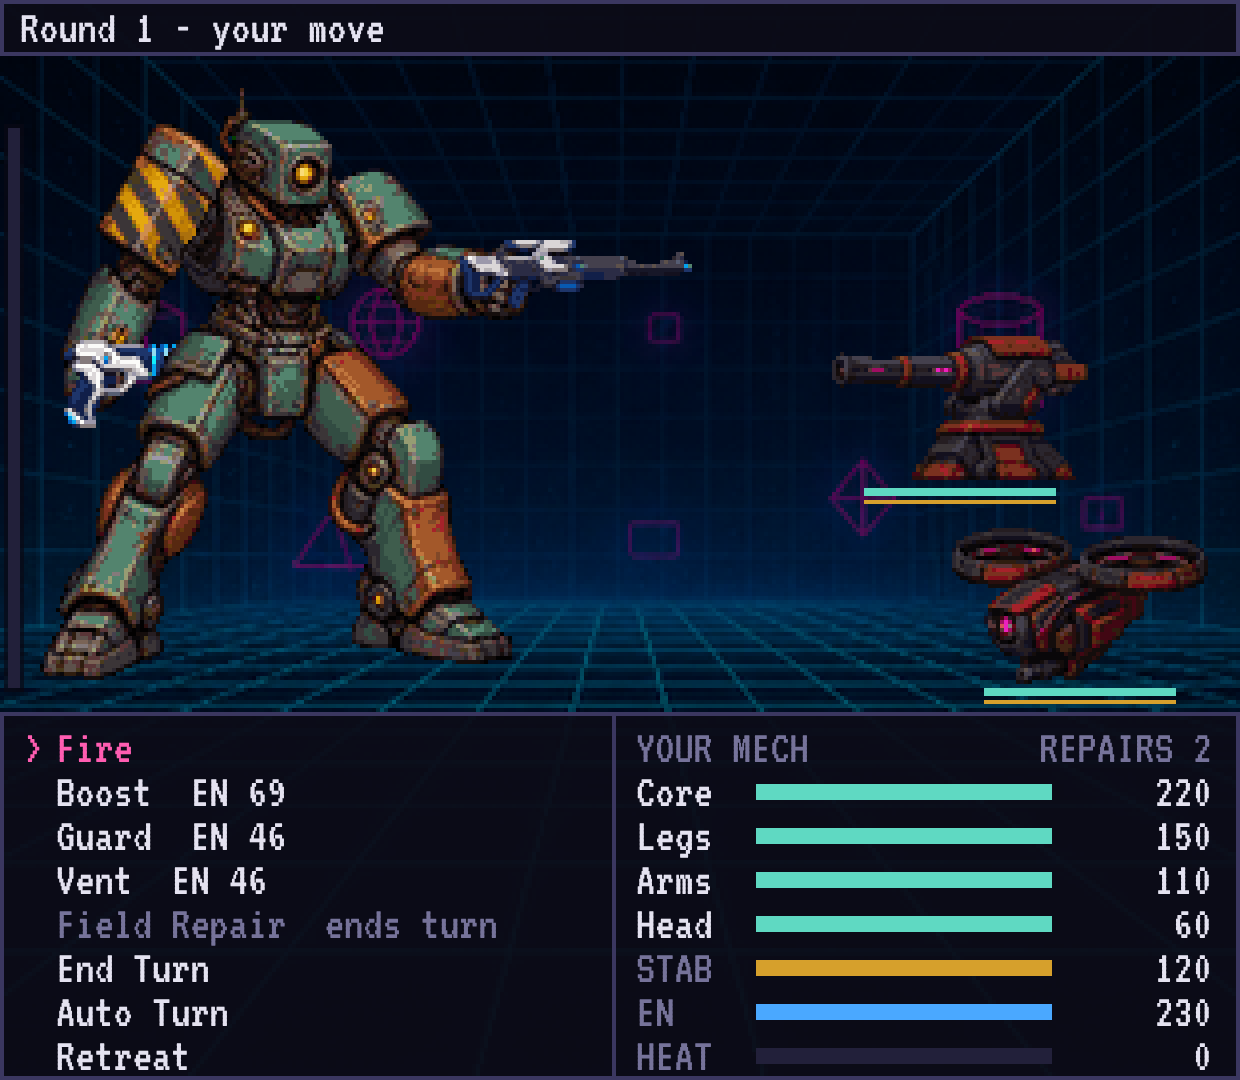 Round 1 - your move
> Fire
Boost EN 69
Guard EN 46
Vent EN 46
Field Repair ends turn
End Turn
Auto Turn
Retreat
YOUR MECH REPAIRS 2
Core 220
Legs 150
Arms 110
Head 60
STAB 120
EN 230
HEAT 0